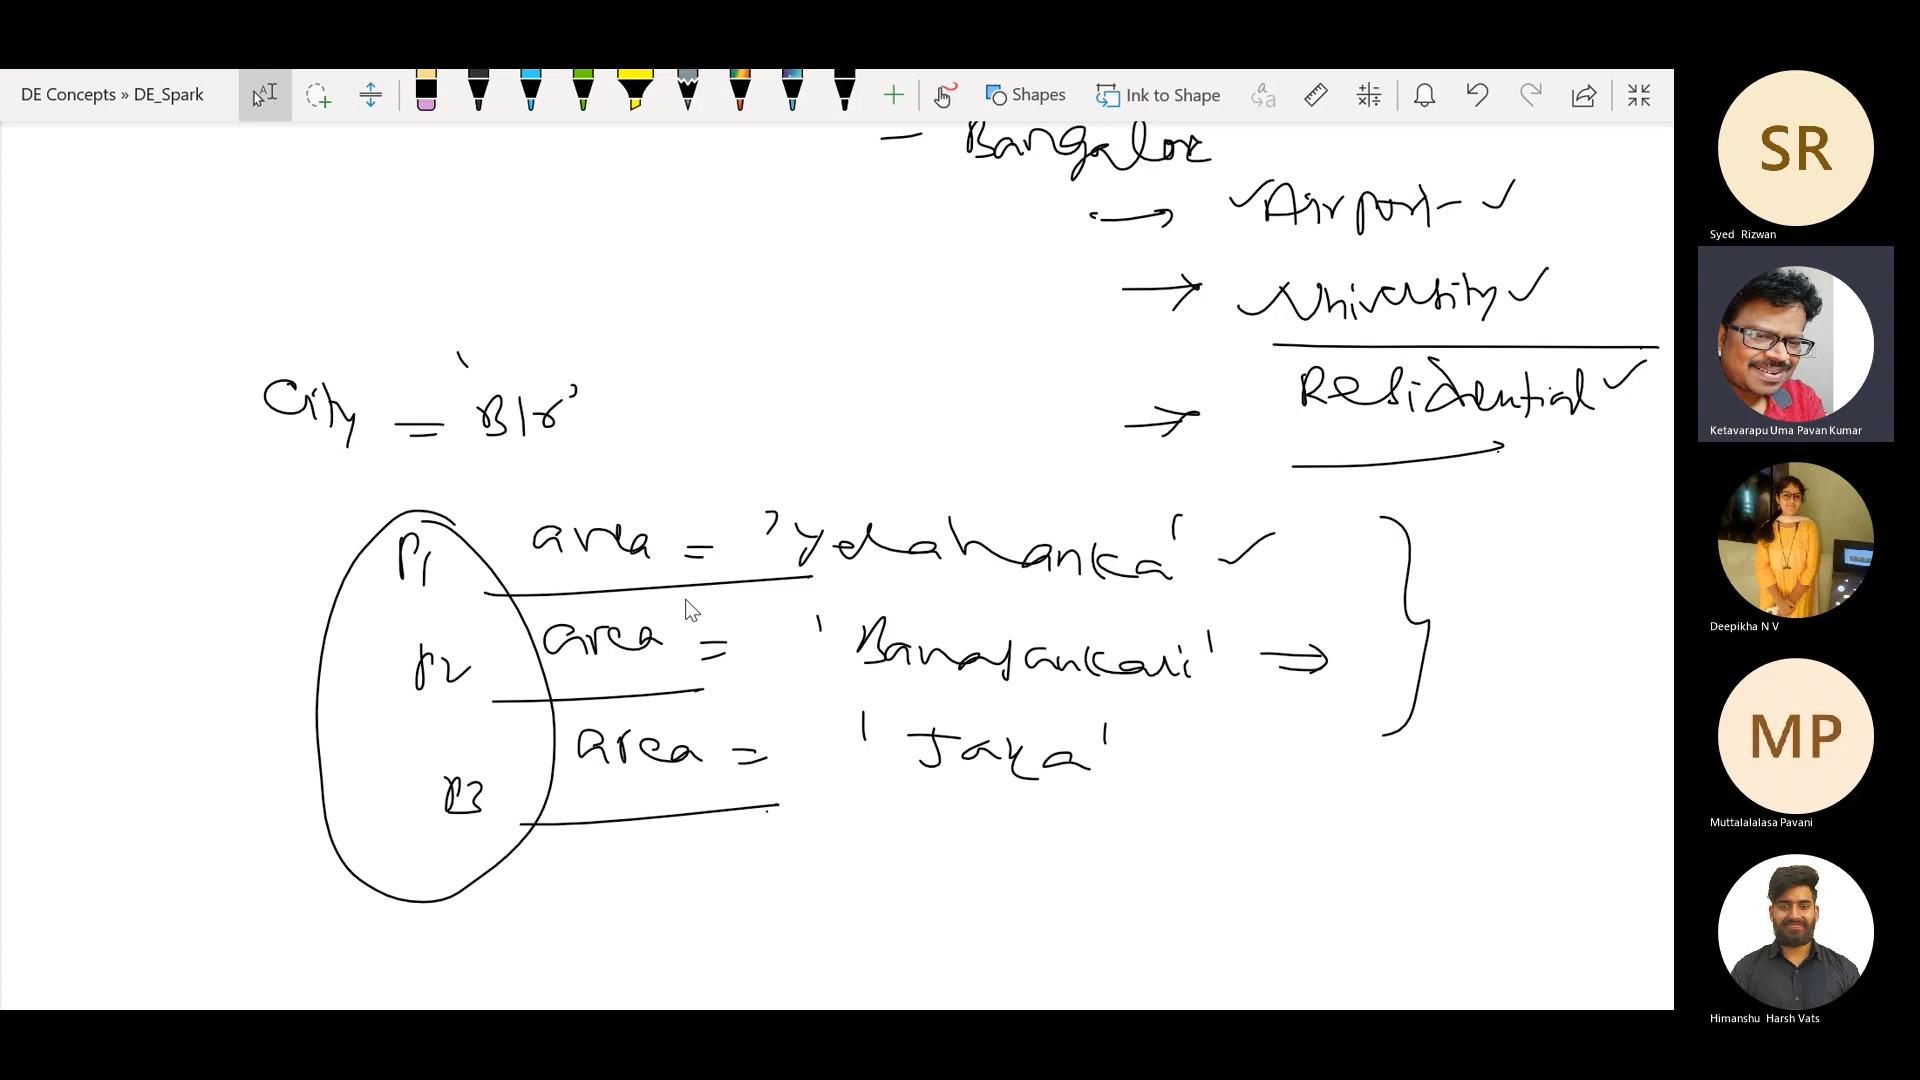 DE Concepts » DE_Spark
Shapes
Ink to Shape
- Bangalore
→ ✓ Airport - ✓
→ University ✓
→ Residential ✓
City = 'Blr'
P1 area = 'Yelahanka' ✓
P2 area = 'Banasankari' ⇒
P3 area = 'Jaya'
SR
Syed Rizwan
Ketavarapu Uma Pavan Kumar
Deepikha N V
MP
Muttalalalasa Pavani
Himanshu Harsh Vats